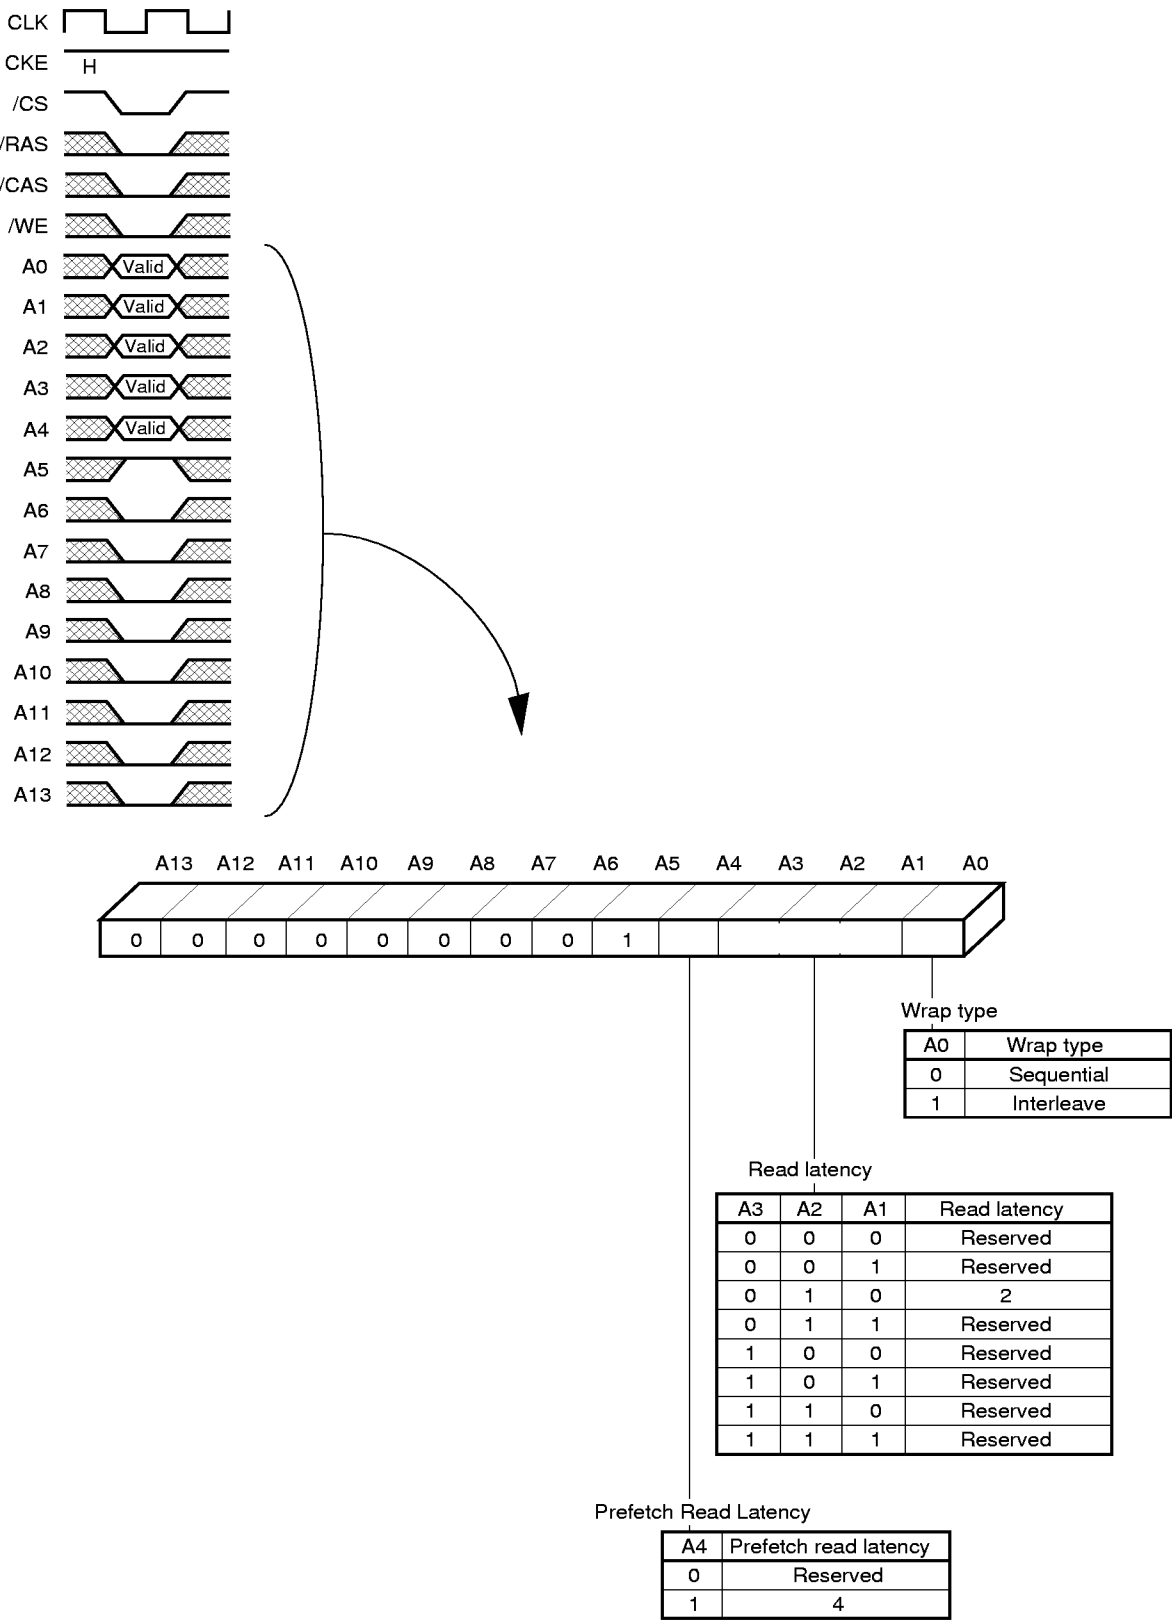 CLK
CKE H
/CS
/RAS
/CAS
/WE
A0 Valid
A1 Valid
A2 Valid
A3 Valid
A4 Valid
A5
A6
A7
A8
A9
A10
A11
A12
A13
A13 A12 A11 A10 A9 A8 A7 A6 A5 A4 A3 A2 A1 A0
0 0 0 0 0 0 0 0 1
Wrap type
A0 Wrap type
0 Sequential
1 Interleave
Read latency
A3 A2 A1 Read latency
0 0 0 Reserved
0 0 1 Reserved
0 1 0 2
0 1 1 Reserved
1 0 0 Reserved
1 0 1 Reserved
1 1 0 Reserved
1 1 1 Reserved
Prefetch Read Latency
A4 Prefetch read latency
0 Reserved
1 4